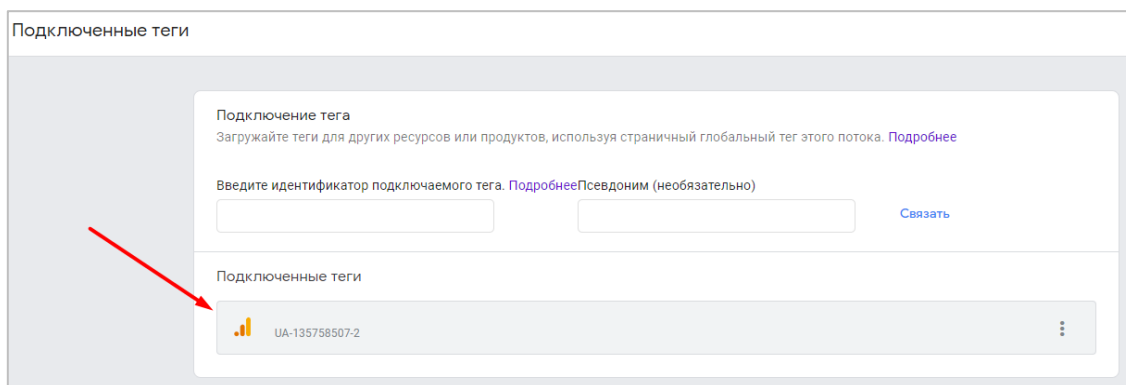 Подключенные теги
Подключение тега
Загружайте теги для других ресурсов или продуктов, используя страничный глобальный тег этого потока. Подробнее
Введите идентификатор подключаемого тега. ПодробнееПсевдоним (необязательно)
Связать
Подключенные теги
UA-135758507-2